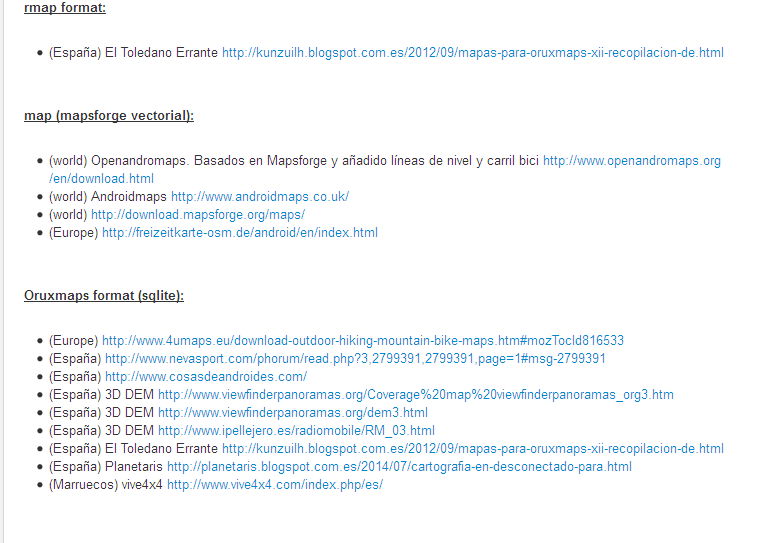 rmap format:
(España) El Toledano Errante http://kunzuilh.blogspot.com.es/2012/09/mapas-para-oruxmaps-xii-recopilacion-de.html
map (mapsforge vectorial):
(world) Openandromaps. Basados en Mapsforge y añadido líneas de nivel y carril bici http://www.openandromaps.org
/en/download.html
(world) Androidmaps http://www.androidmaps.co.uk/
(world) http://download.mapsforge.org/maps/
(Europe) http://freizeitkarte-osm.de/android/en/index.html
Oruxmaps format (sqlite):
(Europe) http://www.4umaps.eu/download-outdoor-hiking-mountain-bike-maps.htm#mozTocId816533
(España) http://www.nevasport.com/phorum/read.php?3,2799391,2799391,page=1#msg-2799391
(España) http://www.cosasdeandroides.com/
(España) 3D DEM http://www.viewfinderpanoramas.org/Coverage%20map%20viewfinderpanoramas_org3.htm
(España) 3D DEM http://www.viewfinderpanoramas.org/dem3.html
(España) 3D DEM http://www.ipellejero.es/radiomobile/RM_03.html
(España) El Toledano Errante http://kunzuilh.blogspot.com.es/2012/09/mapas-para-oruxmaps-xii-recopilacion-de.html
(España) Planetaris http://planetaris.blogspot.com.es/2014/07/cartografia-en-desconectado-para.html
(Marruecos) vive4x4 http://www.vive4x4.com/index.php/es/